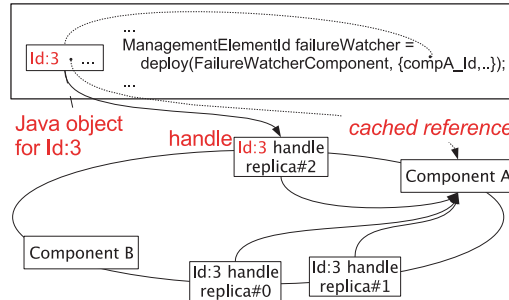 ...
ManagementElementId failureWatcher =
deploy(FailureWatcherComponent, {compA_Id,..});
...
Id:3 ...
Java object
for Id:3
handle
cached reference
Id:3 handle
replica#2
Component A
Component B
Id:3 handle
replica#0
Id:3 handle
replica#1